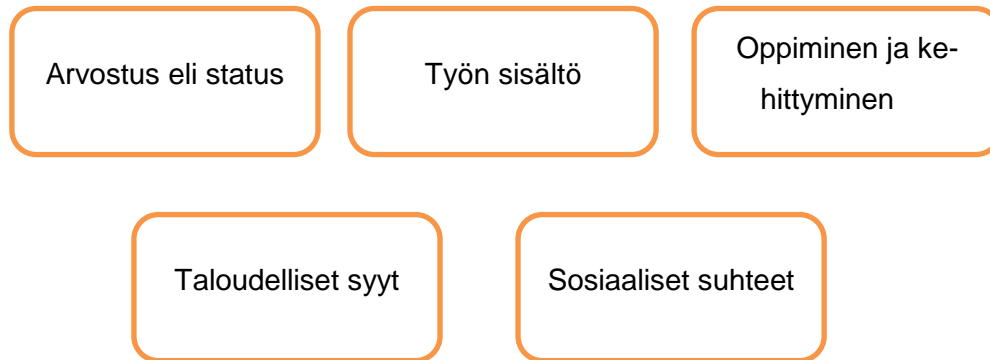 Arvostus eli status
Työn sisältö
Oppiminen ja ke-
hittyminen
Taloudelliset syyt
Sosiaaliset suhteet